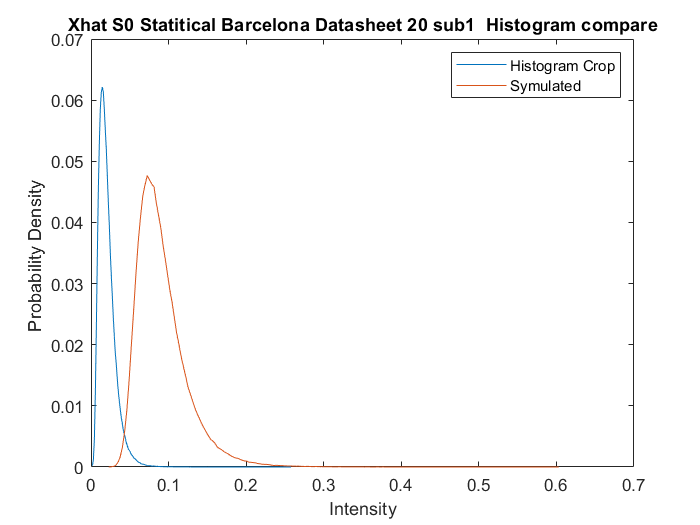 Xhat S0 Statitical Barcelona Datasheet 20 sub1  Histogram compare
0.07
0.06
0.05
0.04
0.03
0.02
0.01
0
Probability Density
Histogram Crop
Symulated
0 0.1 0.2 0.3 0.4 0.5 0.6 0.7
Intensity